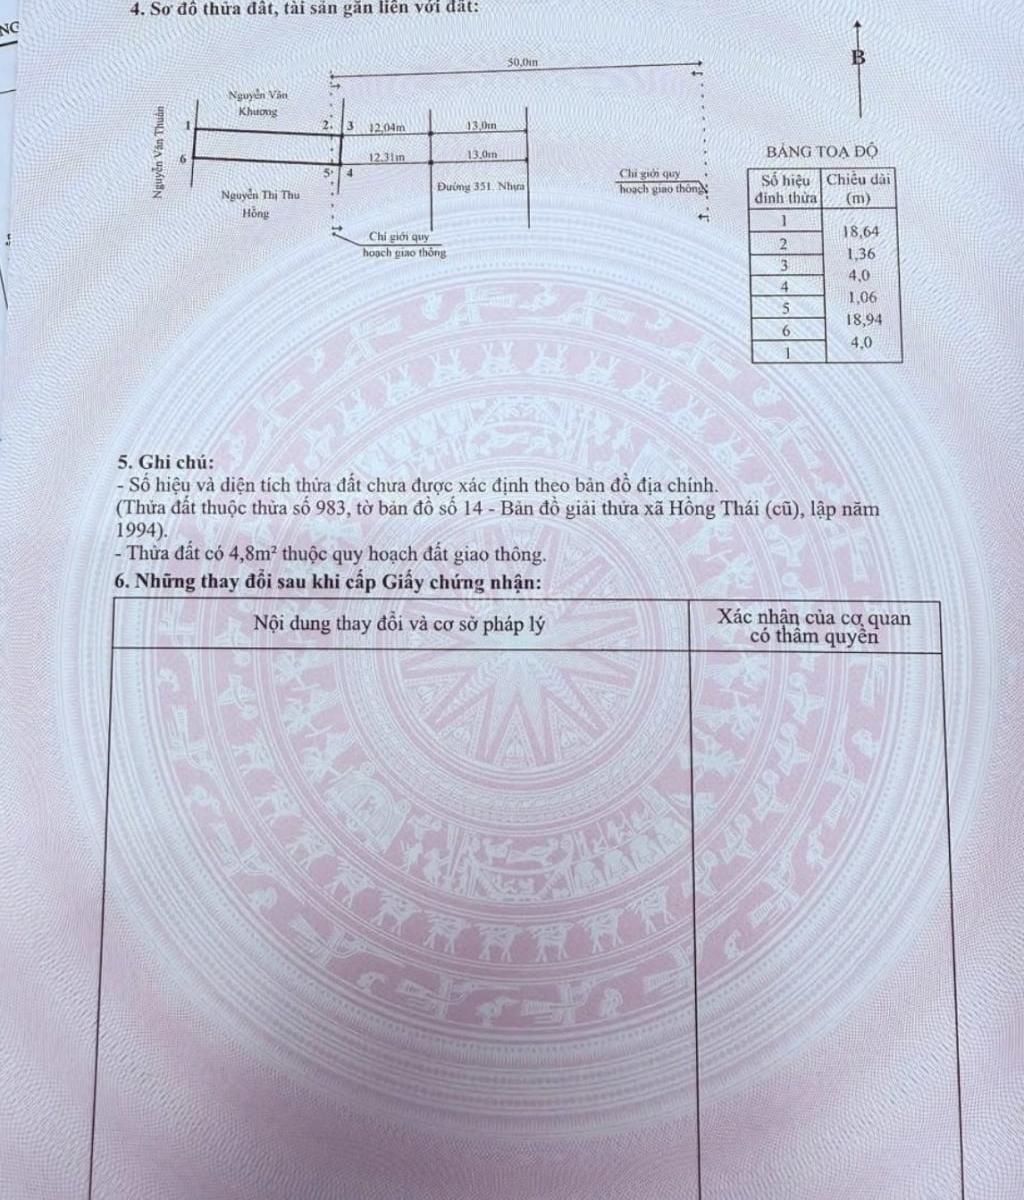 4. Sơ đồ thửa đất, tài sản gắn liền với đất:
NG
50,0m
B
Nguyễn Văn
Khương
Nguyễn Văn Thuân
1
2
3
12,04m
13,0m
6
5
4
12.31m
13,0m
Nguyễn Thị Thu
Hồng
Đường 351. Nhựa
Chỉ giới quy
hoạch giao thông
Chỉ giới quy
hoạch giao thông
BẢNG TOẠ ĐỘ
Số hiệu đỉnh thửa
Chiều dài (m)
1
18,64
2
1,36
3
4,0
4
1,06
5
18,94
6
4,0
1
5. Ghi chú:
- Số hiệu và diện tích thửa đất chưa được xác định theo bản đồ địa chính.
(Thửa đất thuộc thửa số 983, tờ bản đồ số 14 - Bản đồ giải thửa xã Hồng Thái (cũ), lập năm
1994).
- Thửa đất có 4,8m² thuộc quy hoạch đất giao thông.
6. Những thay đổi sau khi cấp Giấy chứng nhận:
Nội dung thay đổi và cơ sở pháp lý
Xác nhận của cơ quan
có thẩm quyền